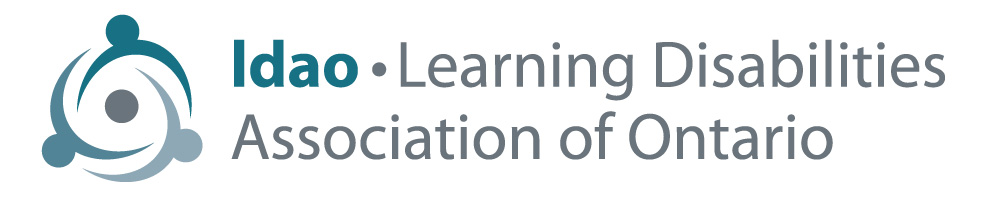 ldao • Learning Disabilities
Association of Ontario